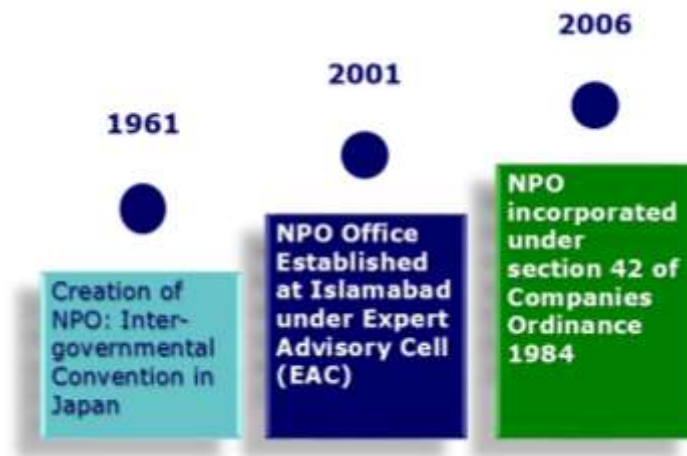 1961
Creation of
NPO: Inter-
governmental
Convention in
Japan
2001
NPO Office
Established
at Islamabad
under Expert
Advisory Cell
(EAC)
2006
NPO
incorporated
under
section 42 of
Companies
Ordinance
1984